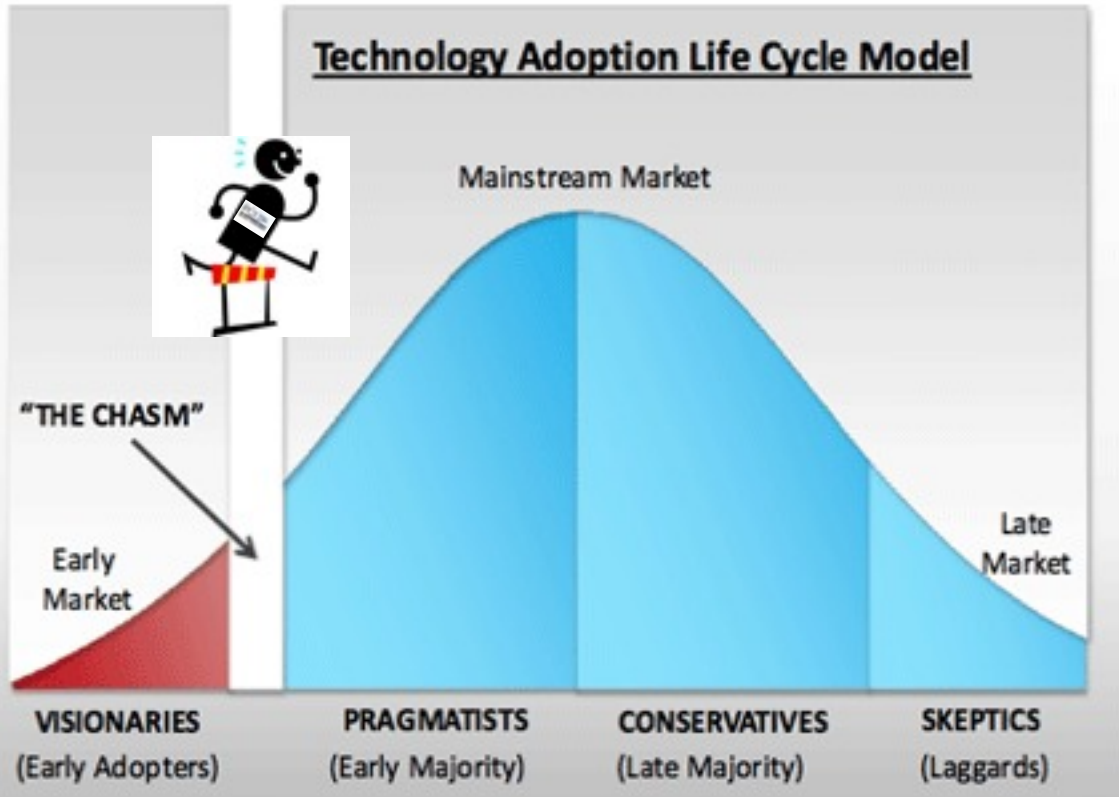 Technology Adoption Life Cycle Model
Mainstream Market
“THE CHASM”
Early
Market
Late
Market
VISIONARIES
(Early Adopters)
PRAGMATISTS
(Early Majority)
CONSERVATIVES
(Late Majority)
SKEPTICS
(Laggards)